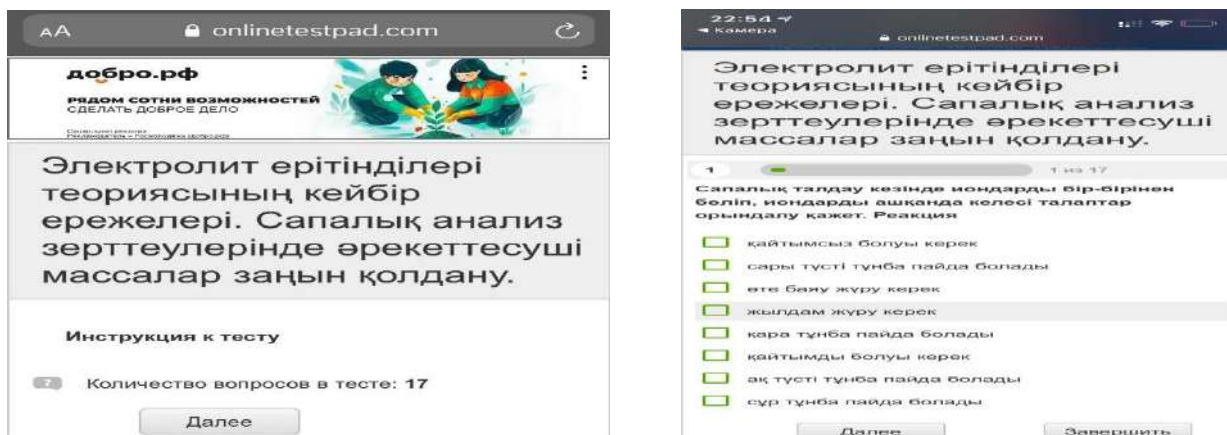 AA onlinetestpad.com
добро.рф
РЯДОМ СОТНИ ВОЗМОЖНОСТЕЙ
СДЕЛАТЬ ДОБРОЕ ДЕЛО
Электролит ерітінділері
теориясының кейбір
ережелері. Сапалық анализ
зерттеулерінде әрекеттесуші
массалар заңын қолдану.
Инструкция к тесту
? Количество вопросов в тесте: 17
Далее
22:54
Камера
onlinetestpad.com
Электролит ерітінділері
теориясының кейбір
ережелері. Сапалық анализ
зерттеулерінде әрекеттесуші
массалар заңын қолдану.
1 1 из 17
Сапалық талдау кезінде иондарды бір-бірінен
бөліп, иондарды ашқанда келесі талаптар
орындалу қажет. Реакция
қайтымсыз болуы керек
сары түсті тұнба пайда болады
өте баяу жүру керек
жылдам жүру керек
қара тұнба пайда болады
қайтымды болуы керек
ақ түсті тұнба пайда болады
сұр тұнба пайда болады
Далее Завершить